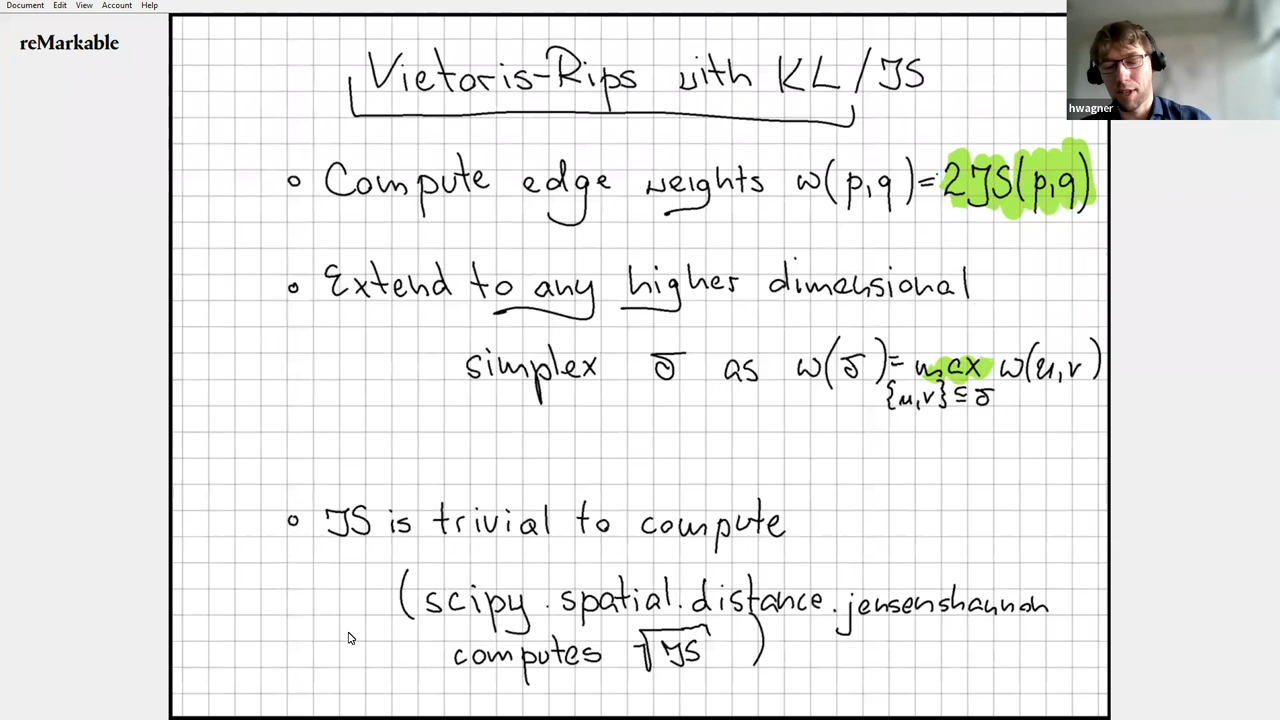 Document Edit View Account Help
reMarkable
hwagner
Vietoris-Rips with KL/JS
Compute edge weights w(p,q)= 2JS(p,q)
Extend to any higher dimensional
simplex σ as w(σ)= max w(u,v)
{u,v}⊆σ
JS is trivial to compute
(scipy.spatial.distance.jensenshannon
computes √JS )